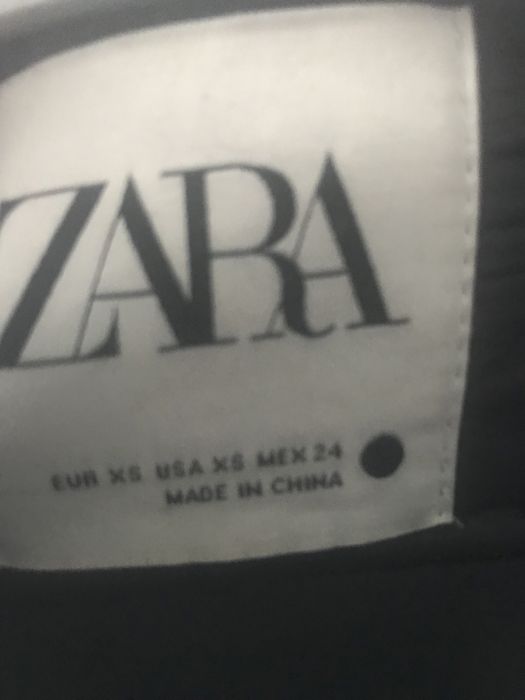 ZARA
EUR XS USA XS MEX 24
MADE IN CHINA